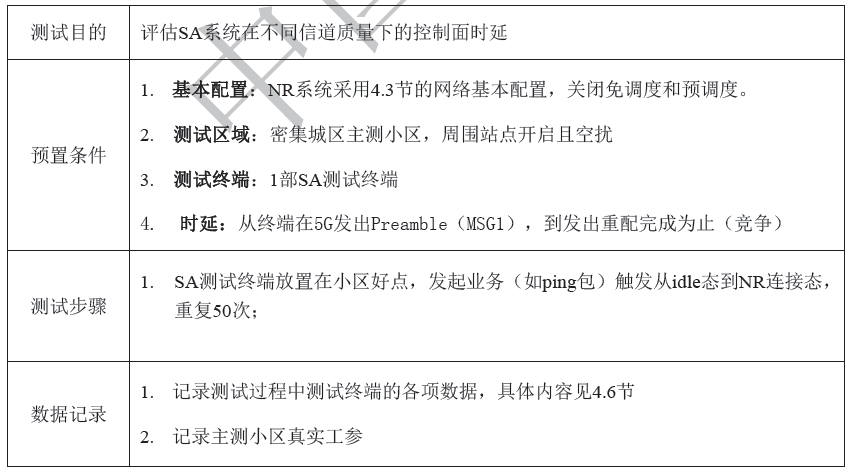 测试目的
评估SA系统在不同信道质量下的控制面时延
预置条件
1. 基本配置：NR系统采用4.3节的网络基本配置，关闭免调度和预调度。
2. 测试区域：密集城区主测小区，周围站点开启且空扰
3. 测试终端：1部SA测试终端
4. 时延：从终端在5G发出Preamble（MSG1），到发出重配完成为止（竞争）
测试步骤
1. SA测试终端放置在小区好点，发起业务（如ping包）触发从idle态到NR连接态，
重复50次；
数据记录
1. 记录测试过程中测试终端的各项数据，具体内容见4.6节
2. 记录主测小区真实工参